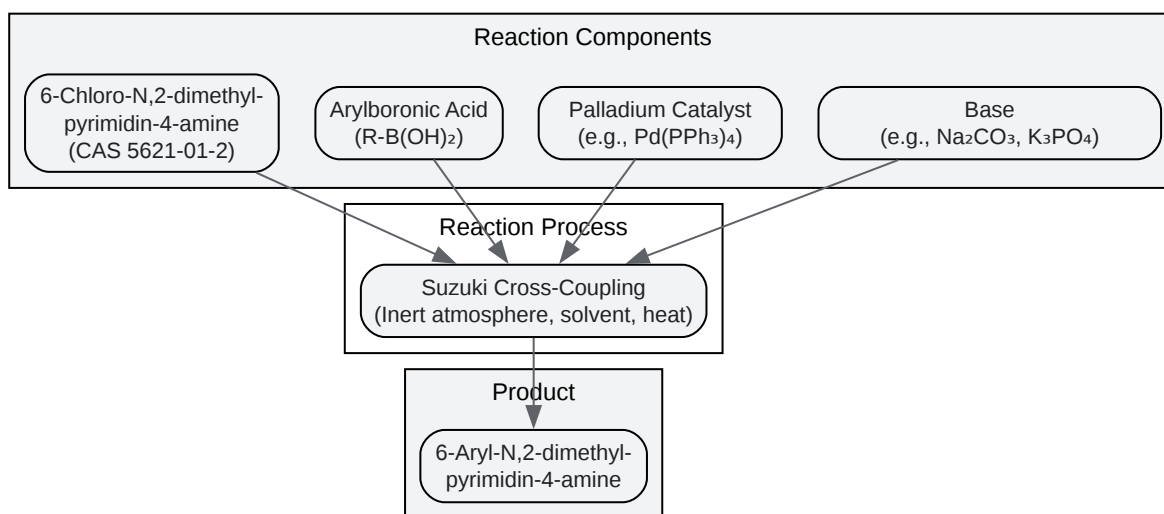 Reaction Components
6-Chloro-N,2-dimethyl-
pyrimidin-4-amine
(CAS 5621-01-2)
Arylboronic Acid
(R-B(OH)₂)
Palladium Catalyst
(e.g., Pd(PPh₃)₄)
Base
(e.g., Na₂CO₃, K₃PO₄)
Reaction Process
Suzuki Cross-Coupling
(Inert atmosphere, solvent, heat)
Product
6-Aryl-N,2-dimethyl-
pyrimidin-4-amine